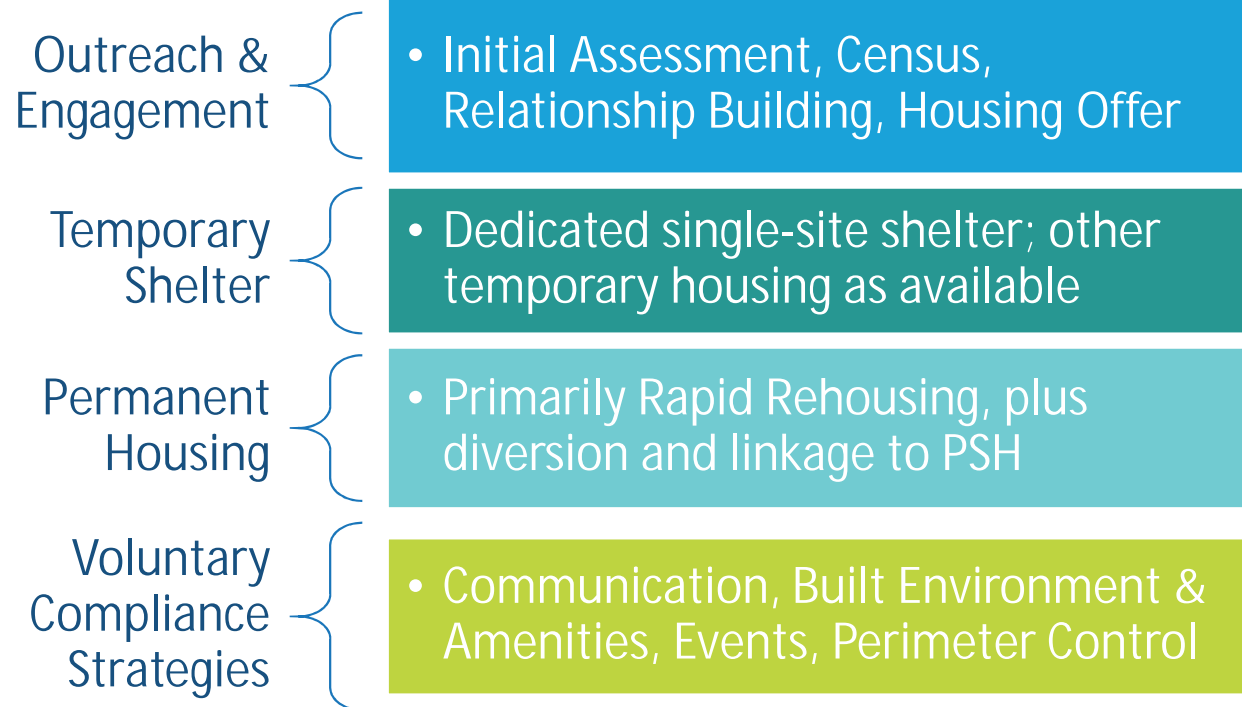 Outreach &
Engagement
• Initial Assessment, Census,
Relationship Building, Housing Offer
Temporary
Shelter
• Dedicated single-site shelter; other
temporary housing as available
Permanent
Housing
• Primarily Rapid Rehousing, plus
diversion and linkage to PSH
Voluntary
Compliance
Strategies
• Communication, Built Environment &
Amenities, Events, Perimeter Control